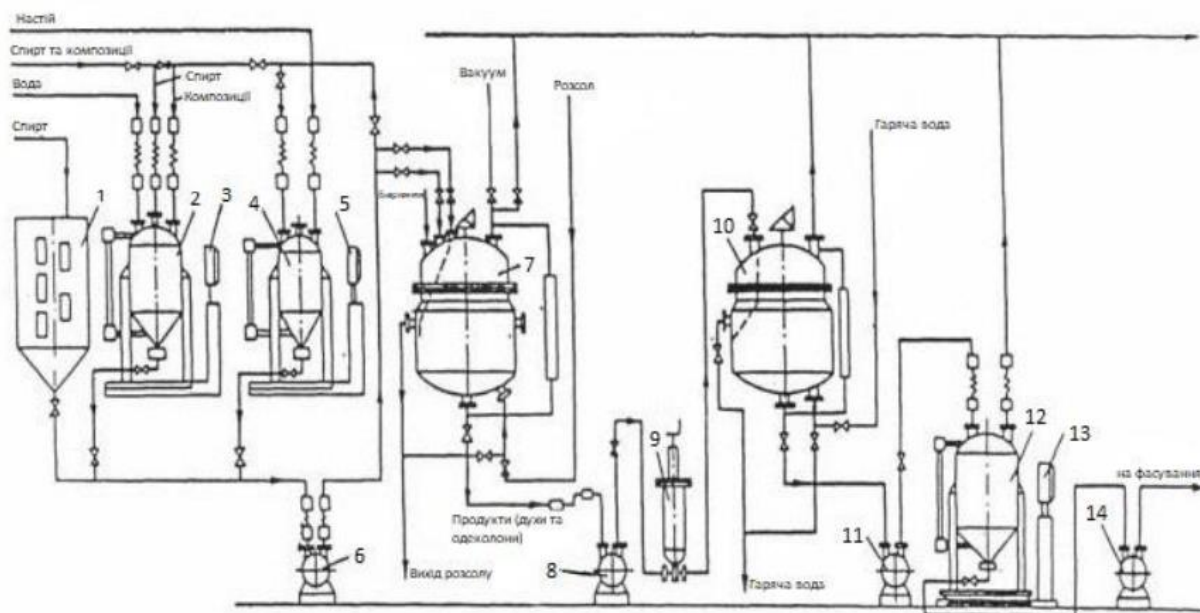 Настій
Спирт та композиції
Спирт
Композиції
Вода
Спирт
Вакуум
Розсол
Гаряча вода
1
2
3
4
5
6
7
8
9
10
11
12
13
14
Продукти (духи та
одеколони)
Вихід розсолу
Гаряча вода
на фасування